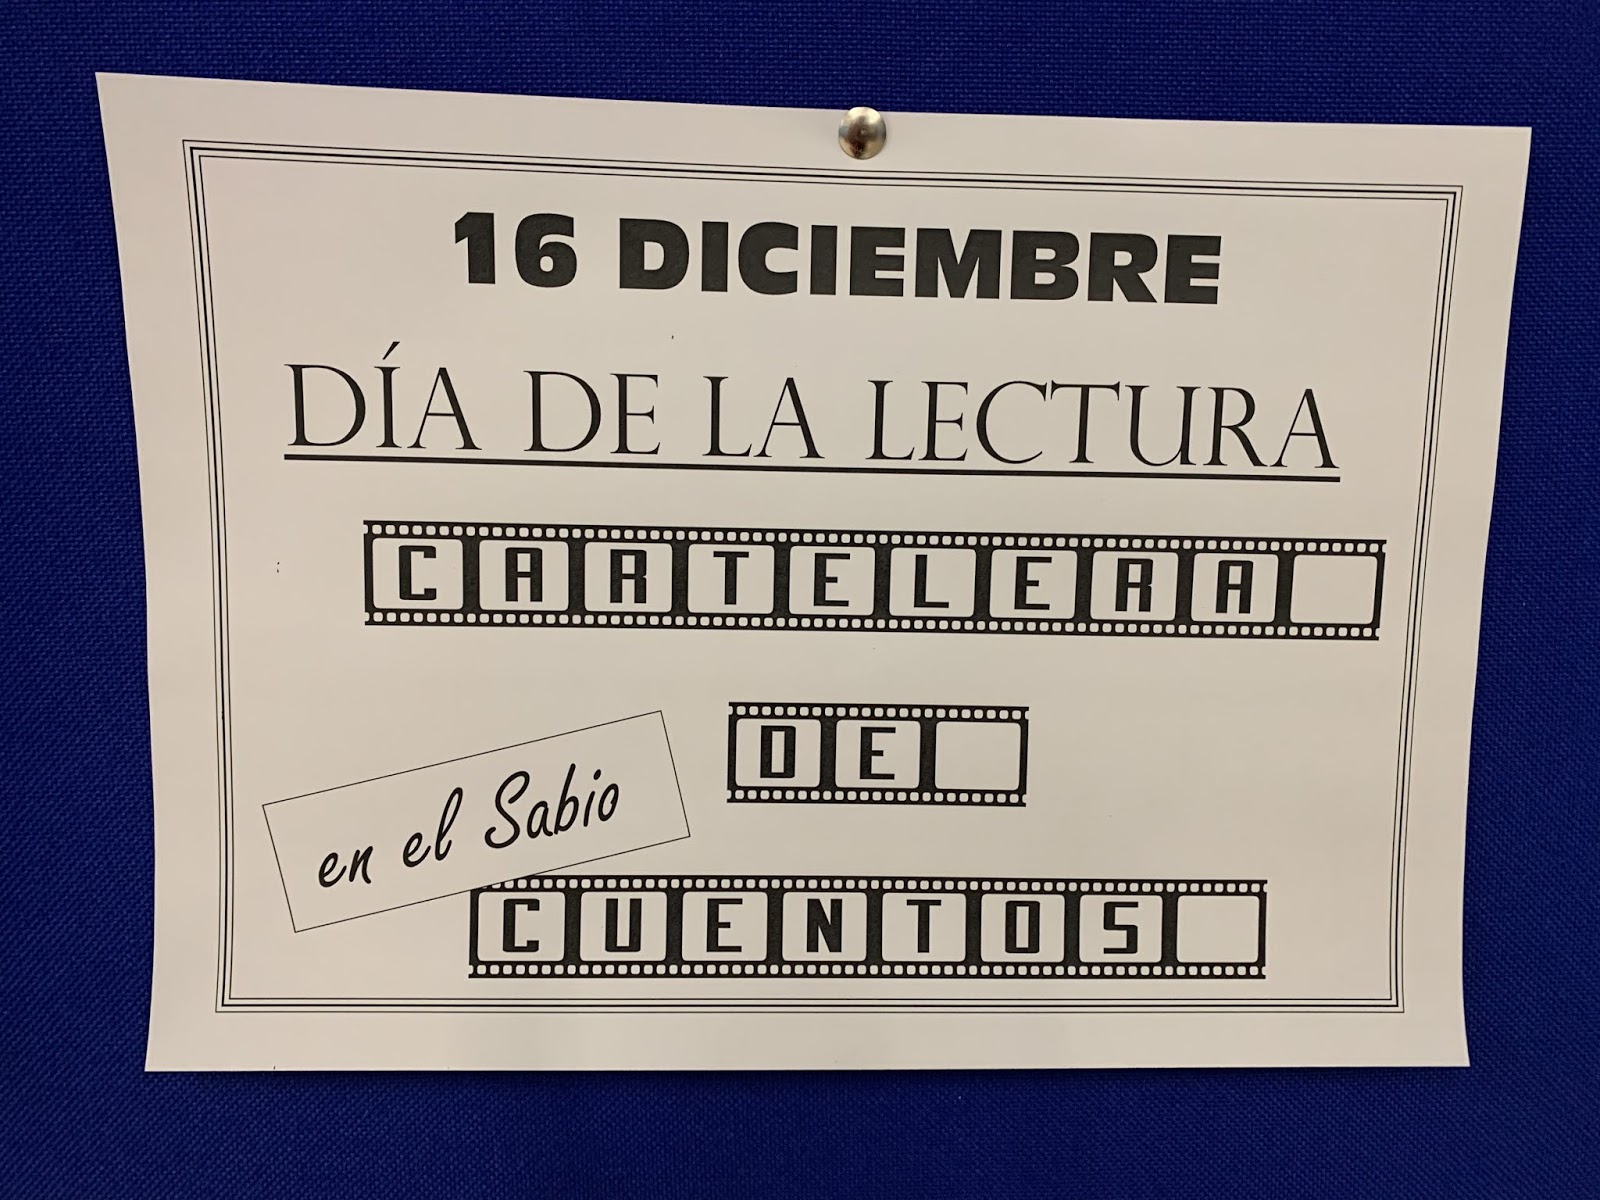 16 DICIEMBRE
DÍA DE LA LECTURA
CARTELERA
DE
en el Sabio
CUENTOS